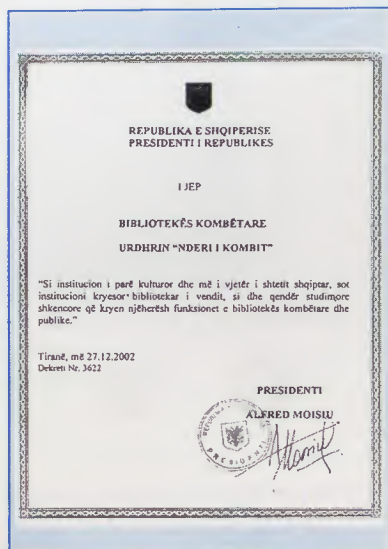 REPUBLIKA E SHQIPERISE
PRESIDENTI I REPUBLIKES
I JEP
BIBLIOTEKËS KOMBËTARE
URDHRIN "NDERI I KOMBIT"
"Si institucion i parë kulturor dhe më i vjetër i shtetit shqiptar, sot
institucioni kryesor bibliotekar i vendit, si dhe qendër studimore
shkencore që kryen njëherësh funksionet e bibliotekës kombëtare dhe
publike."
Tiranë, më 27.12.2002
Dekreti Nr. 3622
PRESIDENTI
ALFRED MOISIU
PRESIDENTI